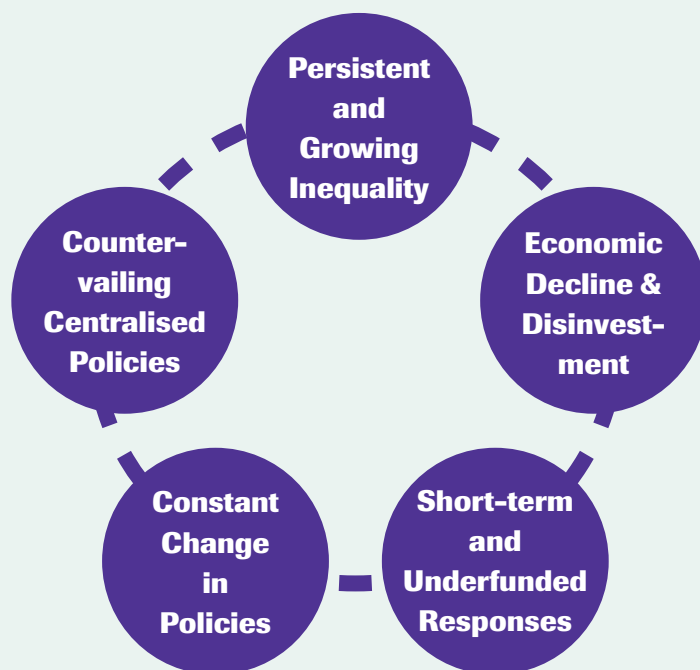 Persistent
and
Growing
Inequality
Economic
Decline &
Disinvest-
ment
Short-term
and
Underfunded
Responses
Constant
Change
in
Policies
Counter-
vailing
Centralised
Policies